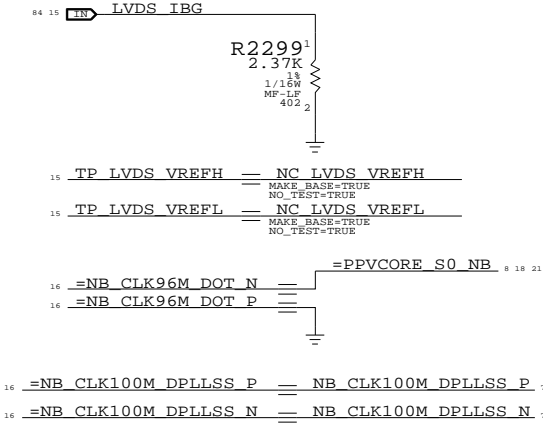 84 15 IN LVDS_IBG
R2299 1
2.37K
1%
1/16W
MF-LF
402 2
15 TP_LVDS_VREFH NC_LVDS_VREFH
MAKE_BASE=TRUE
NO_TEST=TRUE
15 TP_LVDS_VREFL NC_LVDS_VREFL
MAKE_BASE=TRUE
NO_TEST=TRUE
=PPVCORE_S0_NB 8 18 21
16 =NB_CLK96M_DOT_N
16 =NB_CLK96M_DOT_P
16 =NB_CLK100M_DPLLSS_P NB_CLK100M_DPLLSS_P
16 =NB_CLK100M_DPLLSS_N NB_CLK100M_DPLLSS_N